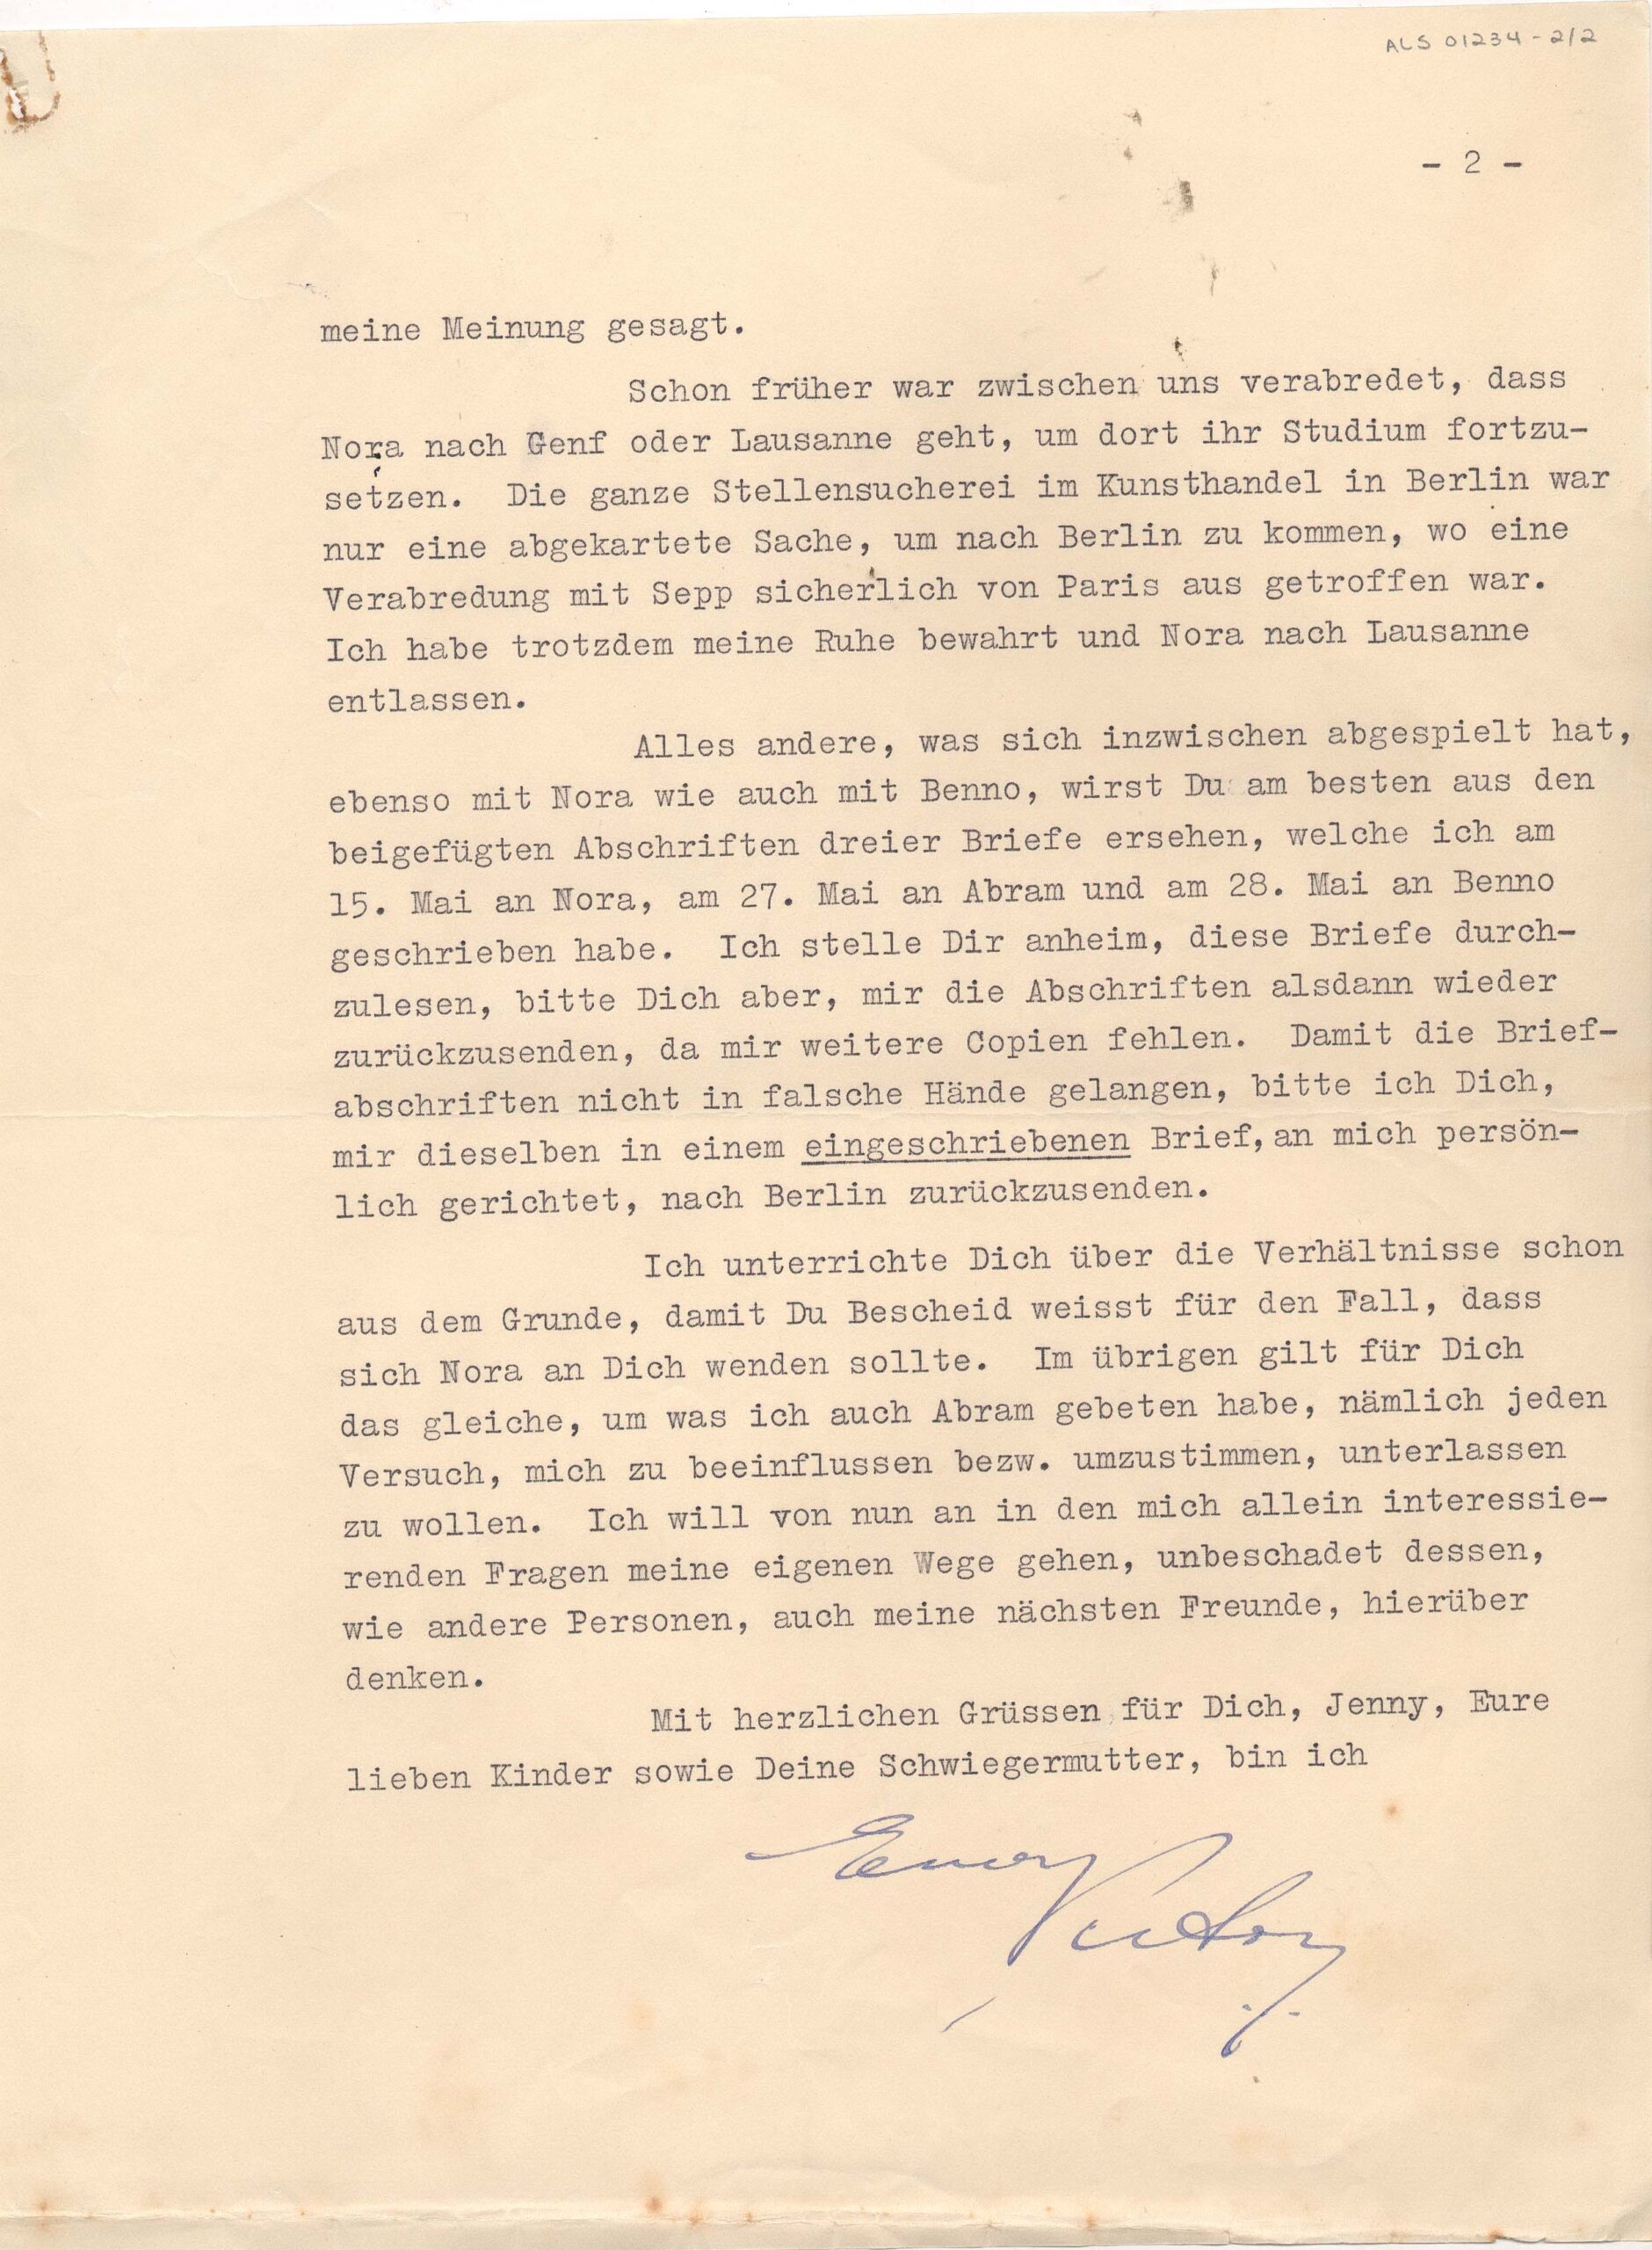 ALS 01234 - 2/2
- 2 -
meine Meinung gesagt.
Schon früher war zwischen uns verabredet, dass
Nora nach Genf oder Lausanne geht, um dort ihr Studium fortzu-
setzen. Die ganze Stellensucherei im Kunsthandel in Berlin war
nur eine abgekartete Sache, um nach Berlin zu kommen, wo eine
Verabredung mit Sepp sicherlich von Paris aus getroffen war.
Ich habe trotzdem meine Ruhe bewahrt und Nora nach Lausanne
entlassen.
Alles andere, was sich inzwischen abgespielt hat,
ebenso mit Nora wie auch mit Benno, wirst Du am besten aus den
beigefügten Abschriften dreier Briefe ersehen, welche ich am
15. Mai an Nora, am 27. Mai an Abram und am 28. Mai an Benno
geschrieben habe. Ich stelle Dir anheim, diese Briefe durch-
zulesen, bitte Dich aber, mir die Abschriften alsdann wieder
zurückzusenden, da mir weitere Copien fehlen. Damit die Brief-
abschriften nicht in falsche Hände gelangen, bitte ich Dich,
mir dieselben in einem eingeschriebenen Brief, an mich persön-
lich gerichtet, nach Berlin zurückzusenden.
Ich unterrichte Dich über die Verhältnisse schon
aus dem Grunde, damit Du Bescheid weisst für den Fall, dass
sich Nora an Dich wenden sollte. Im übrigen gilt für Dich
das gleiche, um was ich auch Abram gebeten habe, nämlich jeden
Versuch, mich zu beeinflussen bezw. umzustimmen, unterlassen
zu wollen. Ich will von nun an in den mich allein interessie-
renden Fragen meine eigenen Wege gehen, unbeschadet dessen,
wie andere Personen, auch meine nächsten Freunde, hierüber
denken.
Mit herzlichen Grüssen für Dich, Jenny, Eure
lieben Kinder sowie Deine Schwiegermutter, bin ich